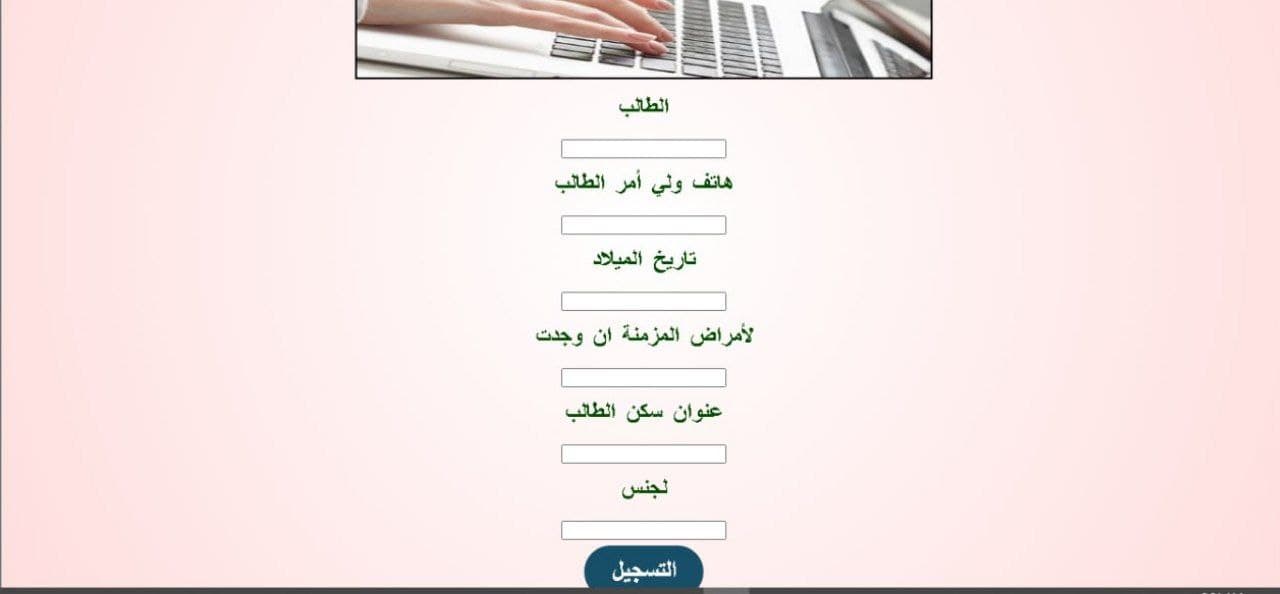 الطالب
هاتف ولي أمر الطالب
تاريخ الميلاد
لأمراض المزمنة ان وجدت
عنوان سكن الطالب
لجنس
التسجيل